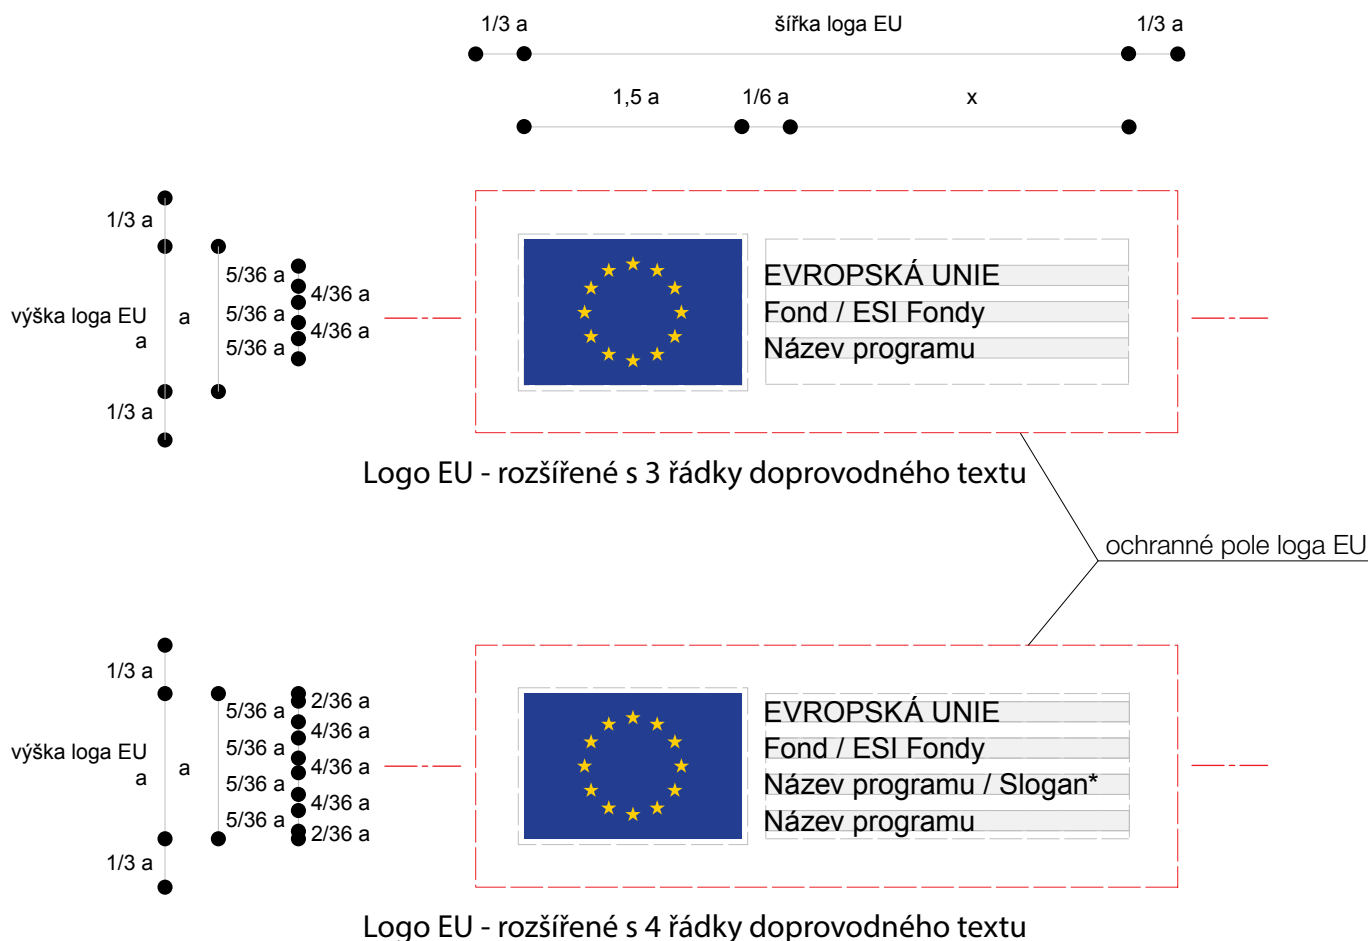 1/3 a šířka loga EU 1/3 a
1,5 a 1/6 a x
1/3 a
výška loga EU
a
1/3 a
a
5/36 a
5/36 a
5/36 a
4/36 a
4/36 a
EVROPSKÁ UNIE
Fond / ESI Fondy
Název programu
Logo EU - rozšířené s 3 řádky doprovodného textu
ochranné pole loga EU
1/3 a
výška loga EU
a
1/3 a
a
5/36 a
5/36 a
5/36 a
5/36 a
2/36 a
4/36 a
4/36 a
4/36 a
2/36 a
EVROPSKÁ UNIE
Fond / ESI Fondy
Název programu / Slogan*
Název programu
Logo EU - rozšířené s 4 řádky doprovodného textu